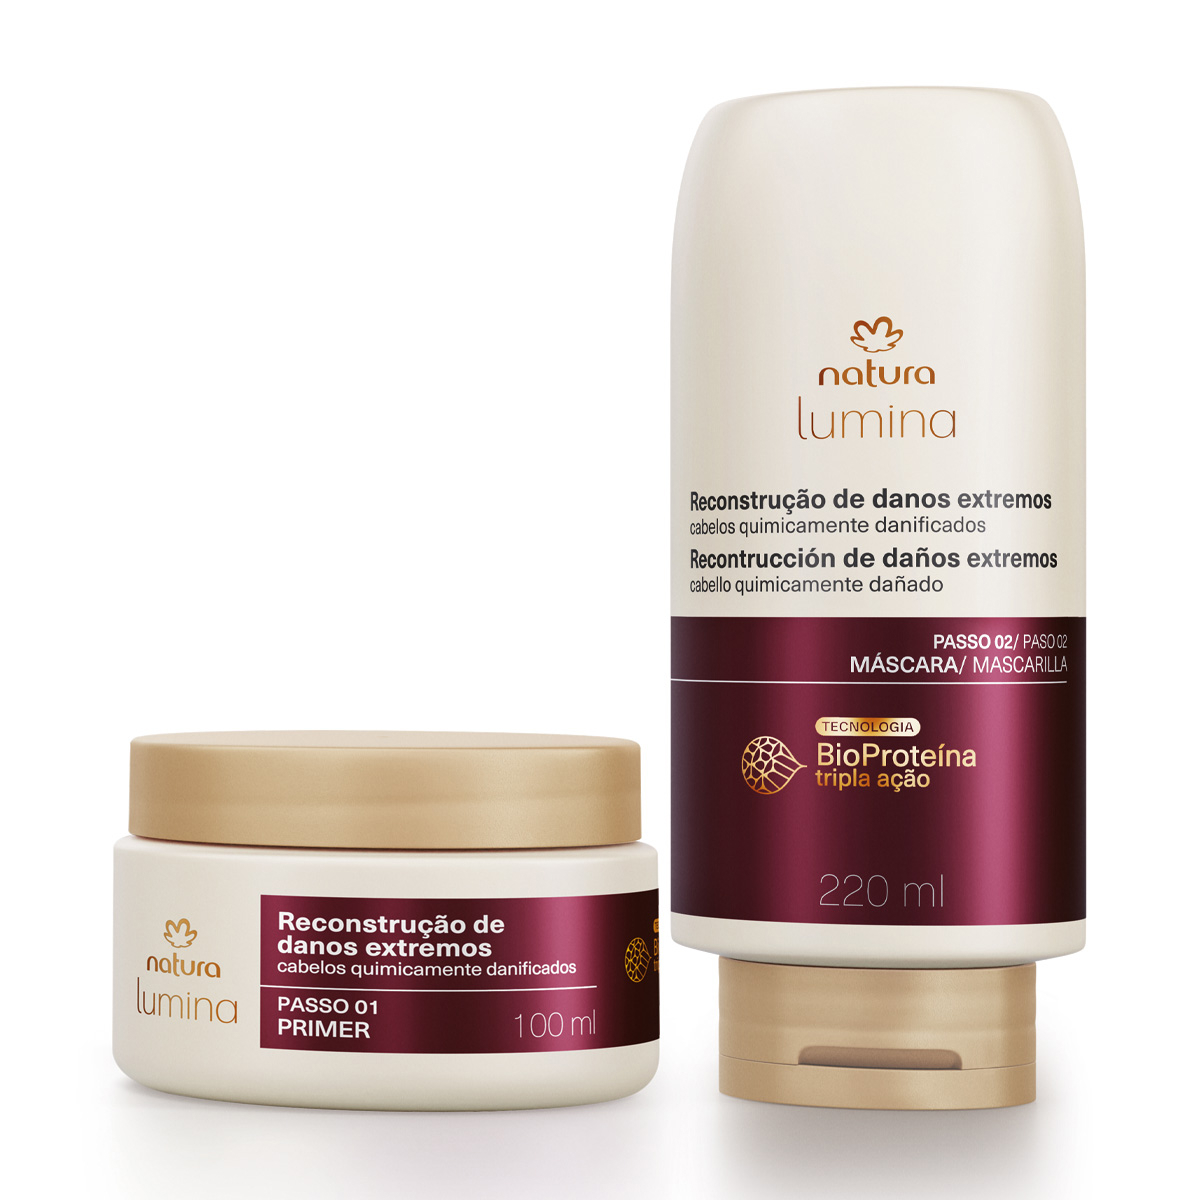 natura
lumina
Reconstrução de danos extremos
cabelos quimicamente danificados
Recontrucción de daños extremos
cabello quimicamente dañado
PASSO 02/ PASO 02
MÁSCARA/ MASCARILLA
TECNOLOGIA
BioProteína
tripla ação
220 ml
natura
lumina
Reconstrução de
danos extremos
cabelos quimicamente danificados
PASSO 01
PRIMER
100 ml